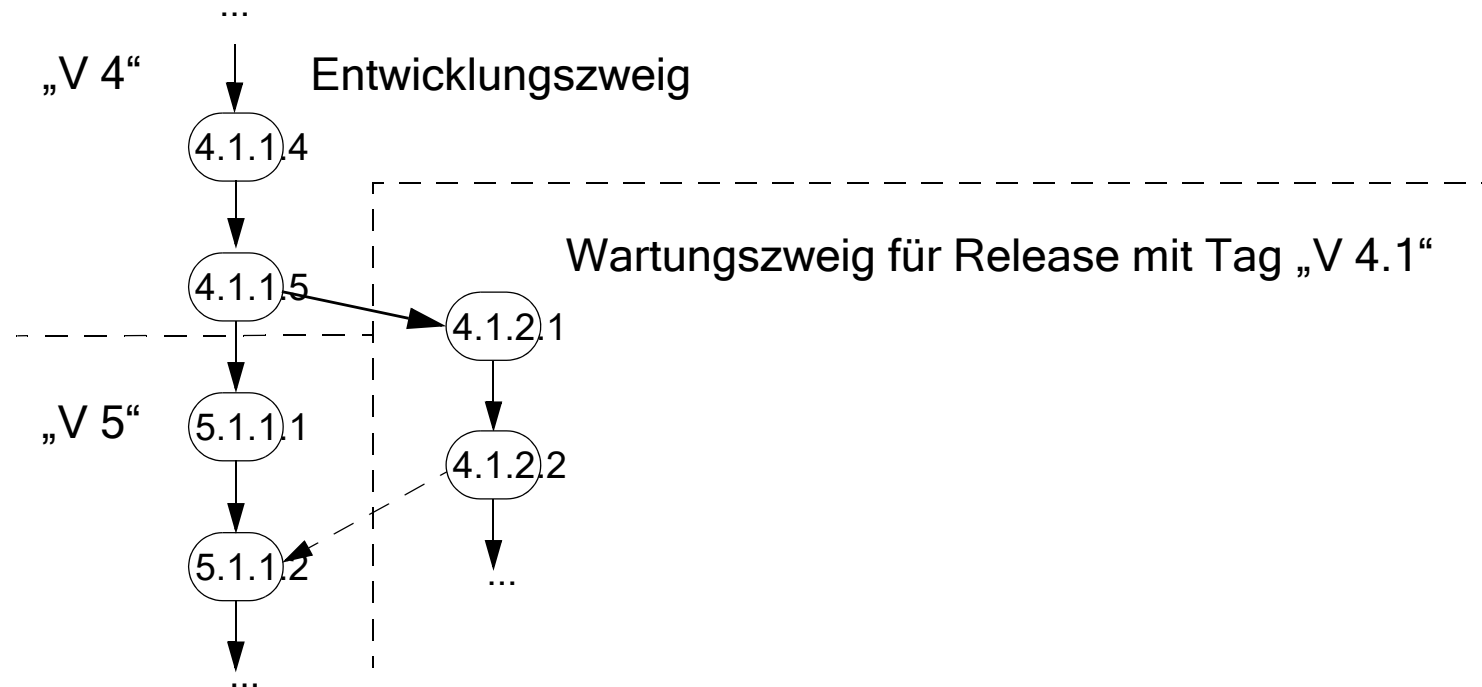 ...
„V 4“ Entwicklungszweig
4.1.1.4
Wartungszweig für Release mit Tag „V 4.1“
4.1.1.5
4.1.2.1
„V 5“ 5.1.1.1
4.1.2.2
5.1.1.2
...
...